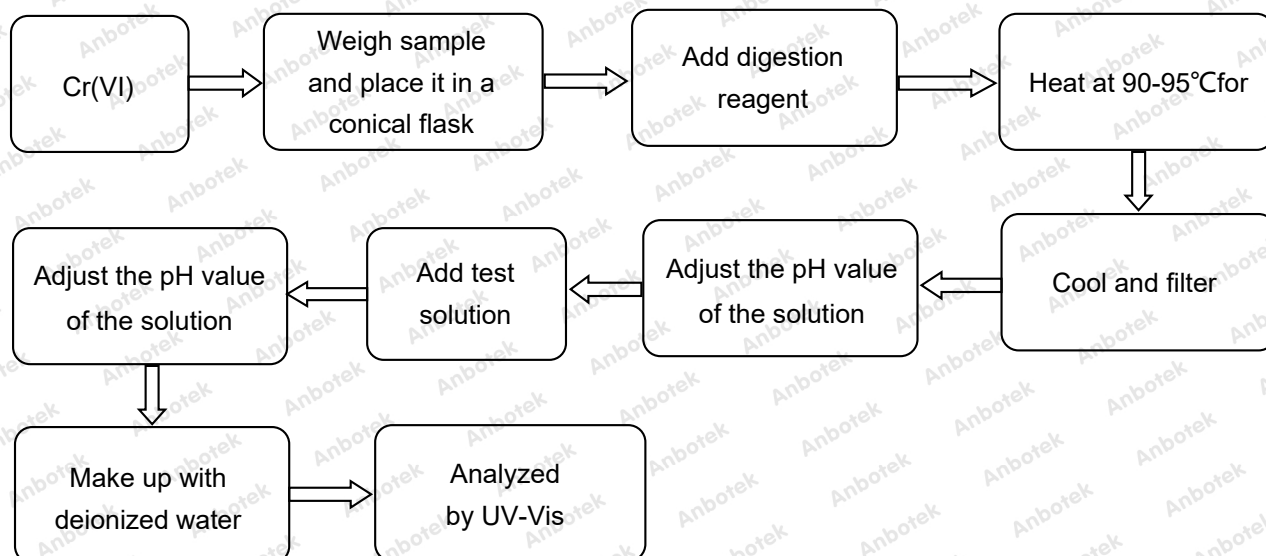 Cr(VI)
Weigh sample
and place it in a
conical flask
Add digestion
reagent
Heat at 90-95℃for
Cool and filter
Adjust the pH value
of the solution
Add test
solution
Adjust the pH value
of the solution
Make up with
deionized water
Analyzed
by UV-Vis
Anbotek